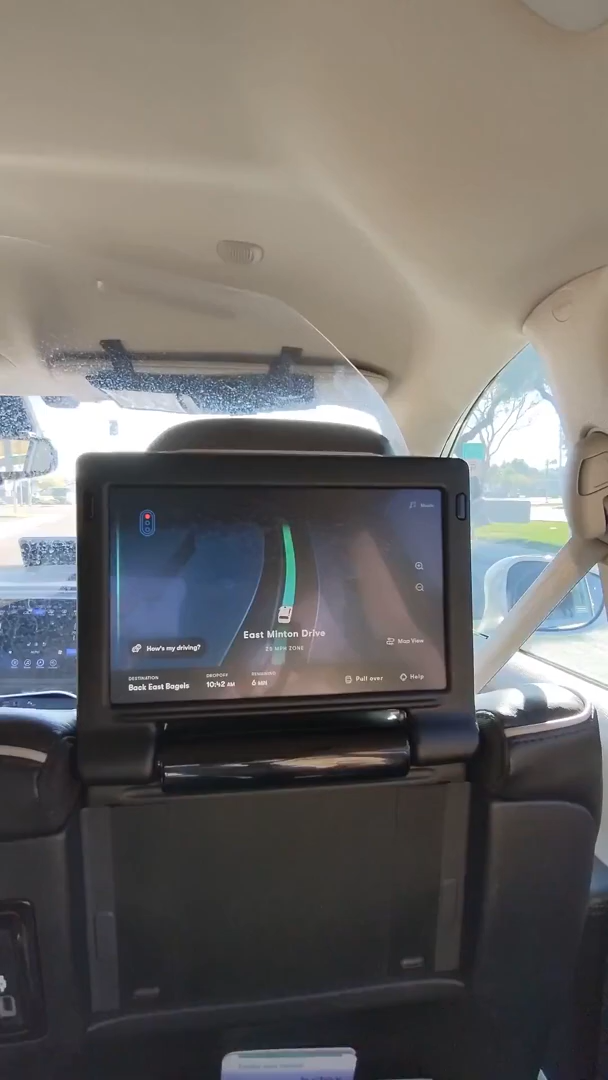 Music
East Minton Drive
25 MPH ZONE
How's my driving?
Map View
DESTINATION
Back East Bagels
DROPOFF
10:42 AM
REMAINING
6 MIN
Pull over
Help